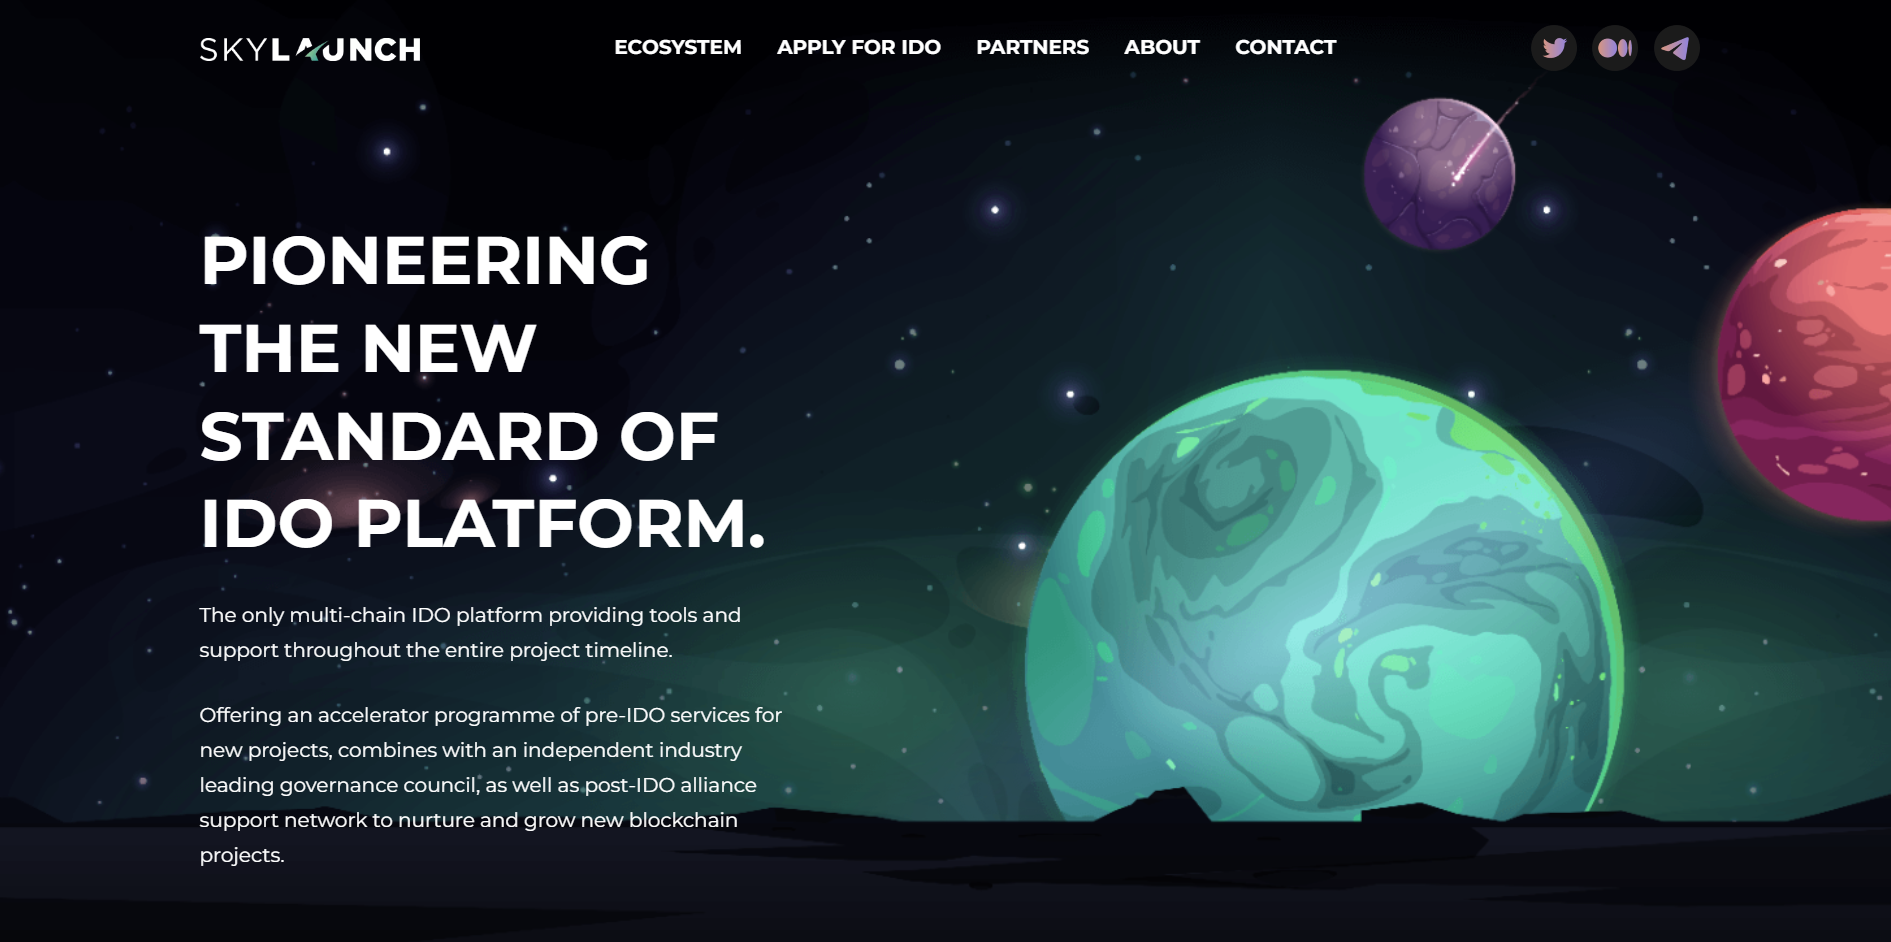 SKYLAUNCH
ECOSYSTEM APPLY FOR IDO PARTNERS ABOUT CONTACT
PIONEERING
THE NEW
STANDARD OF
IDO PLATFORM.
The only multi-chain IDO platform providing tools and
support throughout the entire project timeline.
Offering an accelerator programme of pre-IDO services for
new projects, combines with an independent industry
leading governance council, as well as post-IDO alliance
support network to nurture and grow new blockchain
projects.